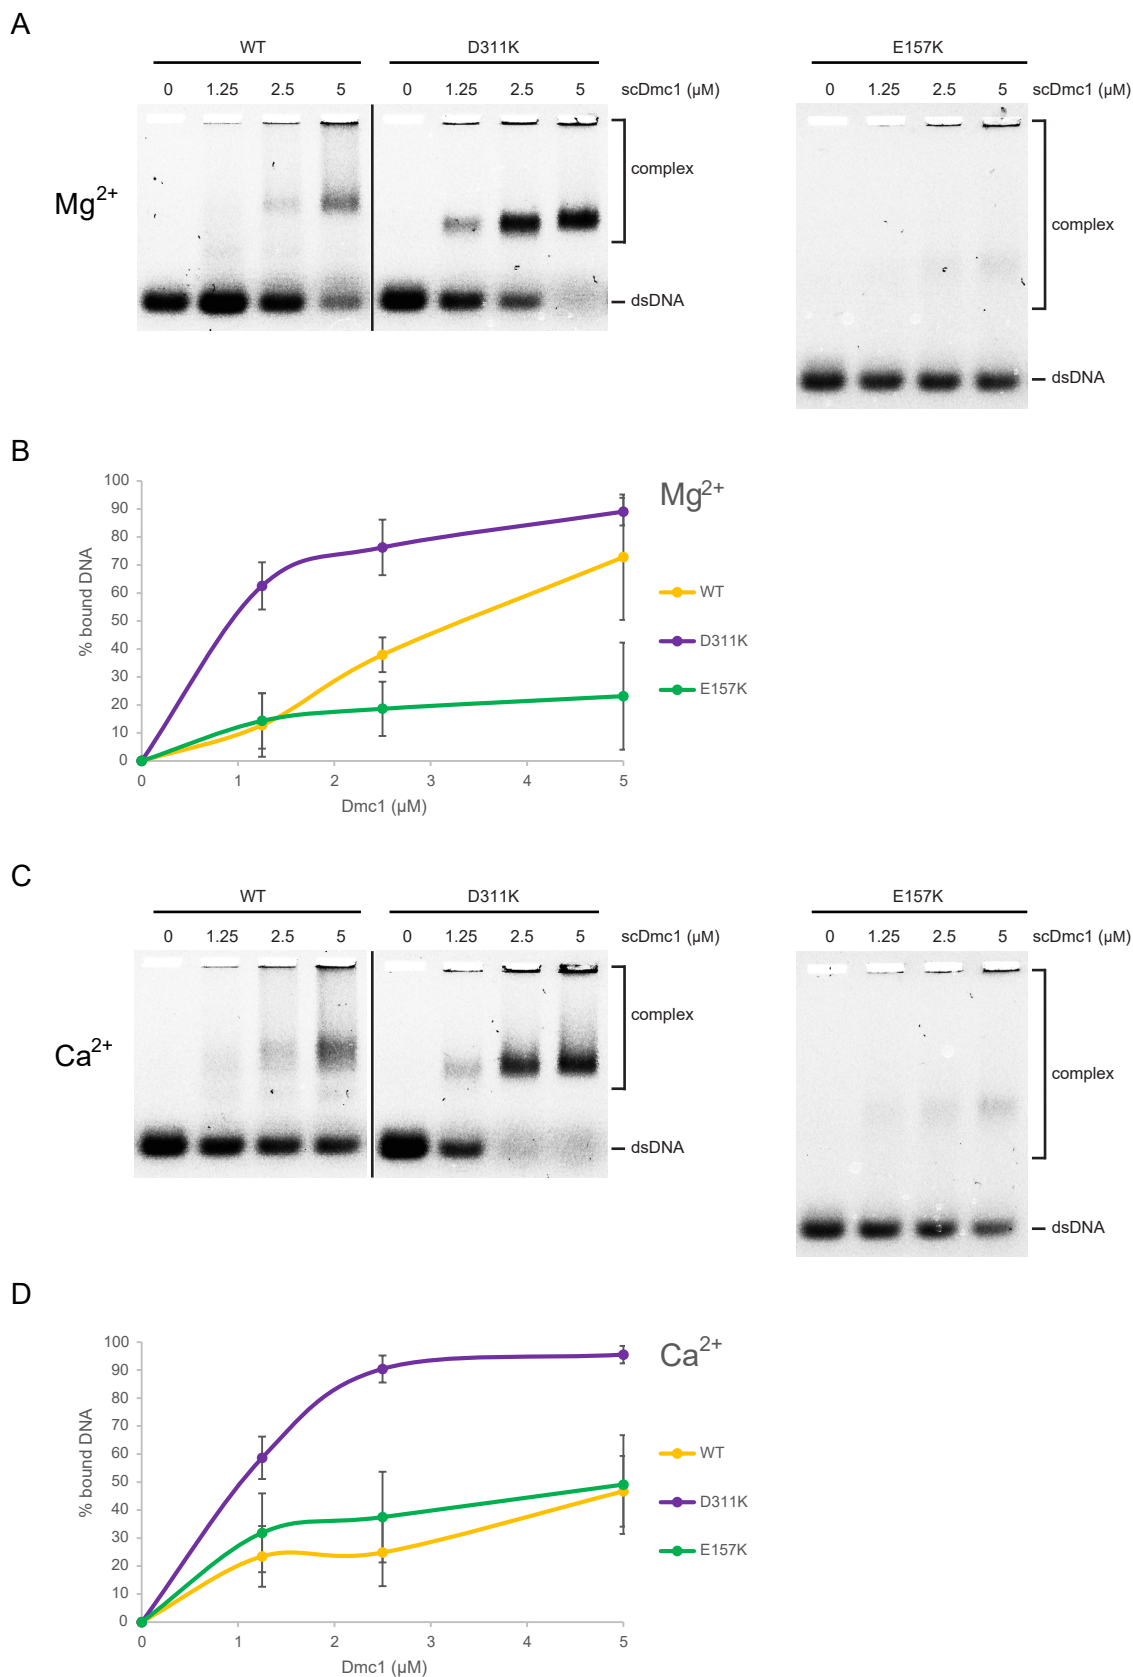 A
WT D311K E157K
0 1.25 2.5 5 0 1.25 2.5 5 scDmc1 (µM) 0 1.25 2.5 5 scDmc1 (µM)
complex
Mg2+
complex
dsDNA
dsDNA
B
100
90
80
70
60
50
40
30
20
10
0
% bound DNA
0 1 2 3 4 5
Dmc1 (µM)
Mg2+
WT
D311K
E157K
C
WT D311K E157K
0 1.25 2.5 5 0 1.25 2.5 5 scDmc1 (µM) 0 1.25 2.5 5 scDmc1 (µM)
complex
Ca2+
complex
dsDNA
dsDNA
D
100
90
80
70
60
50
40
30
20
10
0
% bound DNA
0 1 2 3 4 5
Dmc1 (µM)
Ca2+
WT
D311K
E157K